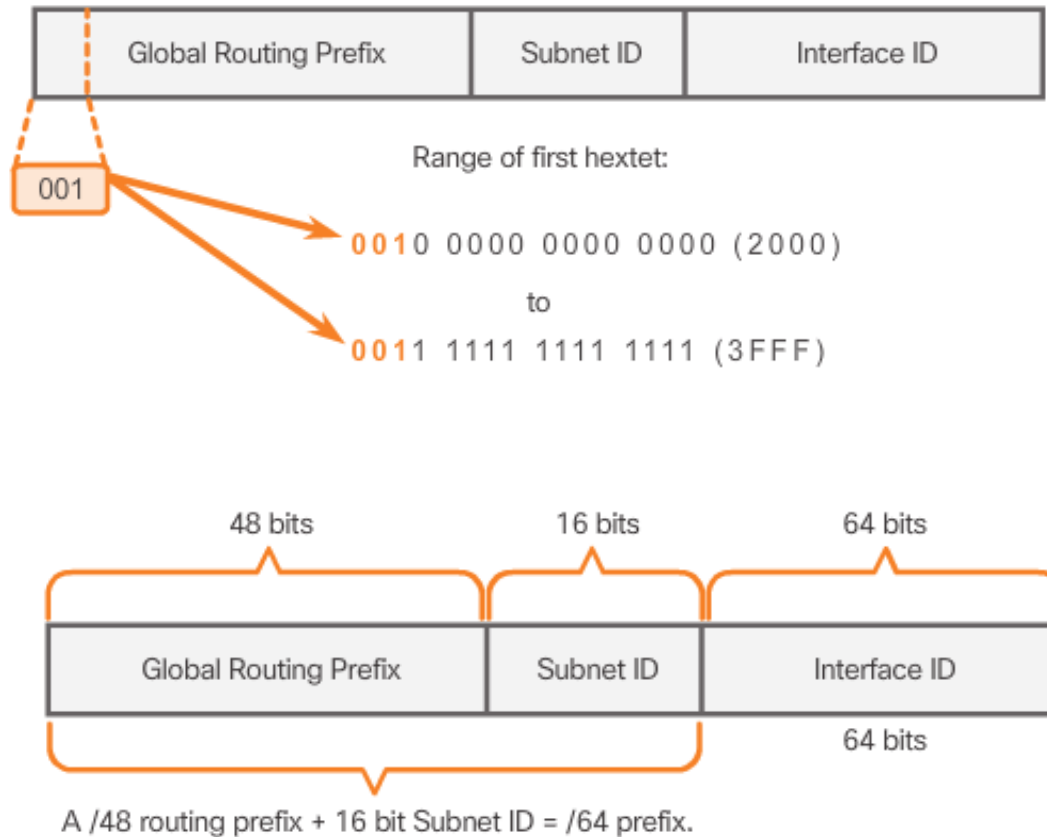 Global Routing Prefix Subnet ID Interface ID
Range of first hextet:
001
0010 0000 0000 0000 (2000)
to
0011 1111 1111 1111 (3FFF)
48 bits 16 bits 64 bits
Global Routing Prefix Subnet ID Interface ID
64 bits
A /48 routing prefix + 16 bit Subnet ID = /64 prefix.